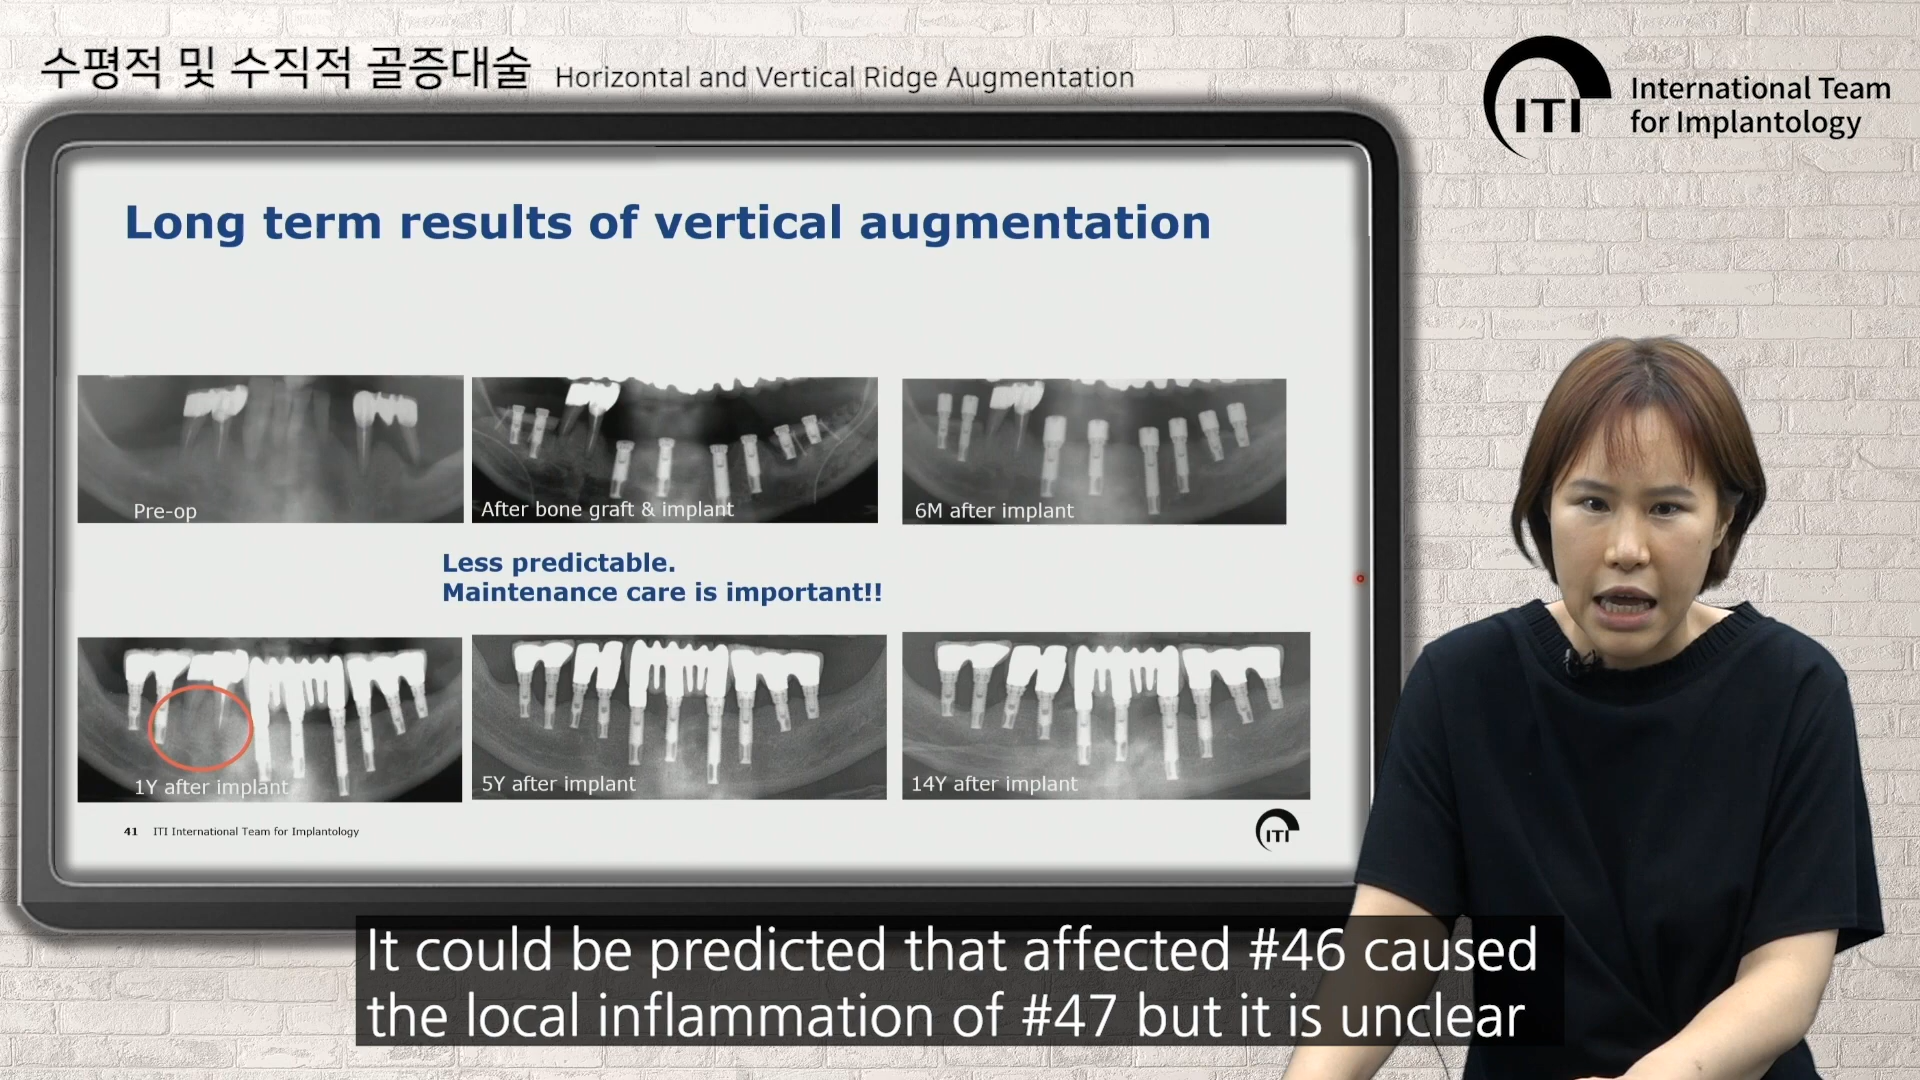 수평적 및 수직적 골증대술 Horizontal and Vertical Ridge Augmentation
ITI International Team
for Implantology
Long term results of vertical augmentation
Pre-op
After bone graft & implant
6M after implant
Less predictable.
Maintenance care is important!!
1Y after implant
5Y after implant
14Y after implant
41 ITI International Team for Implantology
ITI
It could be predicted that affected #46 caused
the local inflammation of #47 but it is unclear